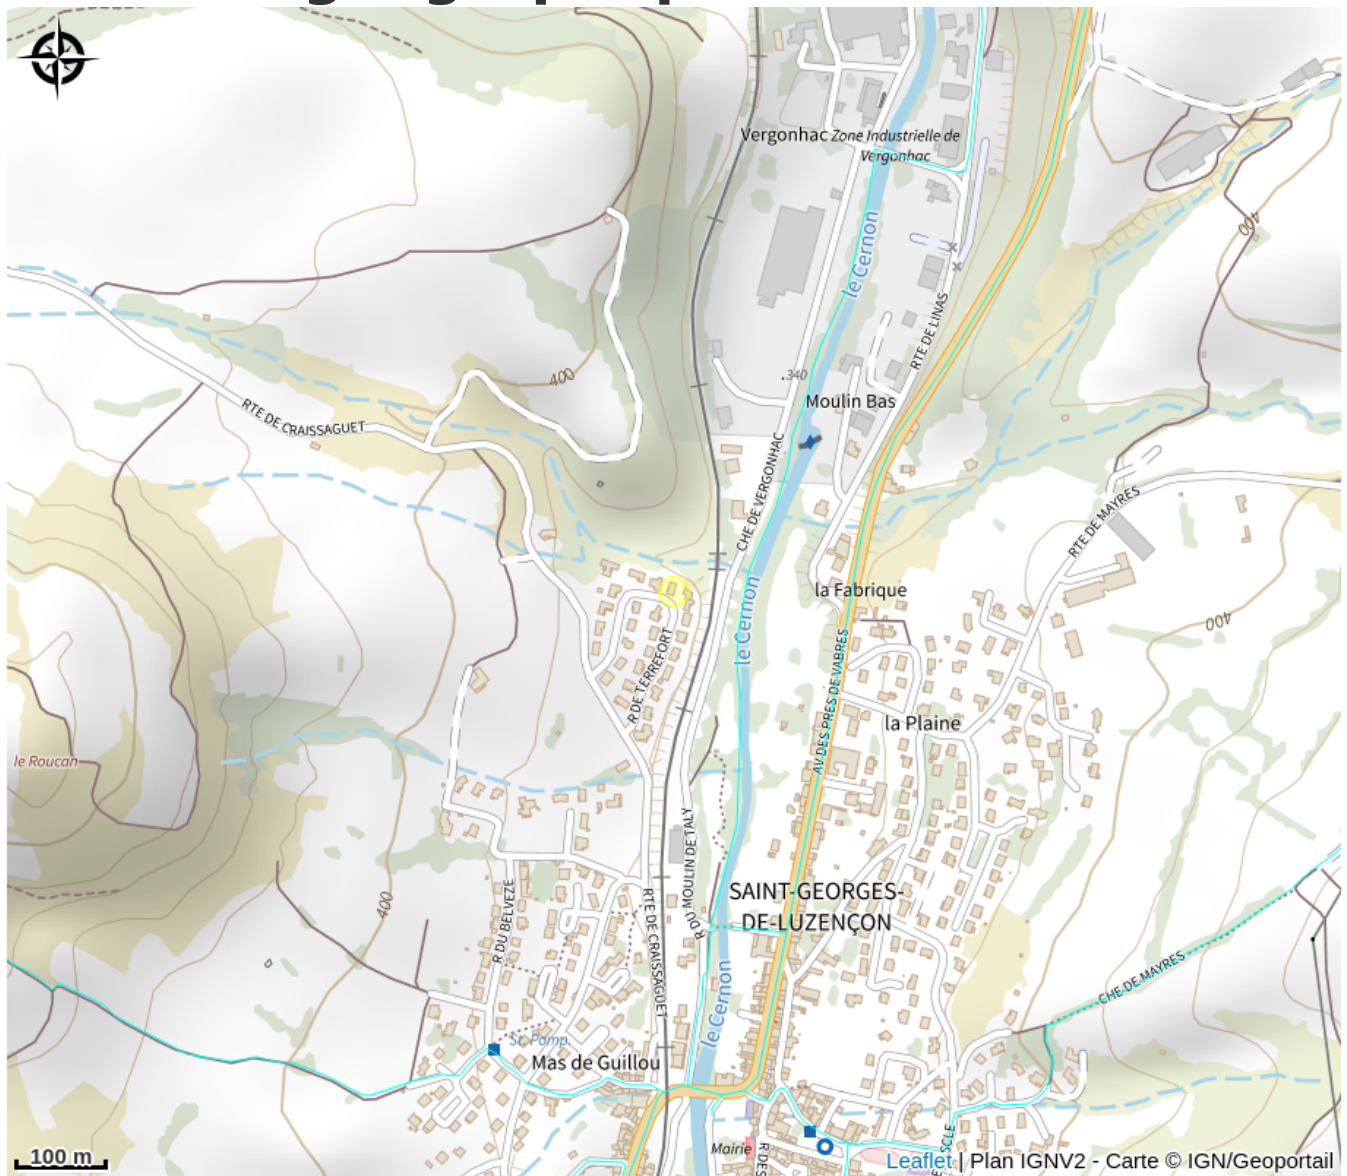 Vergonhac Zone Industrielle de
Vergonhac
400
le Cernon
RTE DE LINAS
400
.340
Moulin Bas
RTE DE CRAISSAGUET
CHE DE VERGONHAC
RTE DE MAYRES
la Fabrique
le Cernon
400
R DE TERREFORT
AV DES PRES DE VABRES
la Plaine
le Roucan
R DU MOULIN DE TALY
SAINT-GEORGES-
DE-LUZENÇON
400
R DU BELVEZE
RTE DE CRAISSAGUET
CHE DE MAYRES
le Cernon
St. Pomp.
Mas de Guillou
Mairie
R DES
100 m
Leaflet | Plan IGNV2 - Carte © IGN/Geoportail